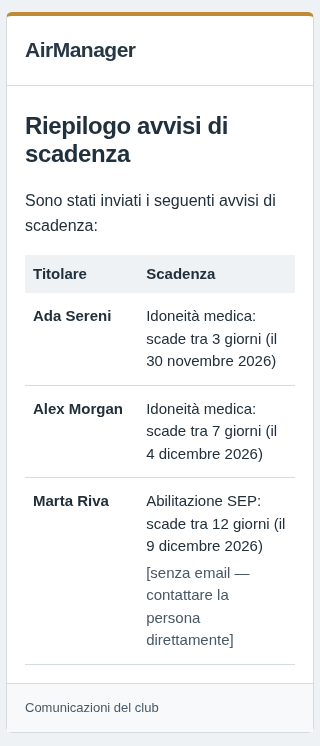 AirManager
Riepilogo avvisi di
scadenza
Sono stati inviati i seguenti avvisi di
scadenza:
Titolare Scadenza
Ada Sereni Idoneità medica:
scade tra 3 giorni (il
30 novembre 2026)
Alex Morgan Idoneità medica:
scade tra 7 giorni (il
4 dicembre 2026)
Marta Riva Abilitazione SEP:
scade tra 12 giorni (il
9 dicembre 2026)
[senza email —
contattare la
persona
direttamente]
Comunicazioni del club